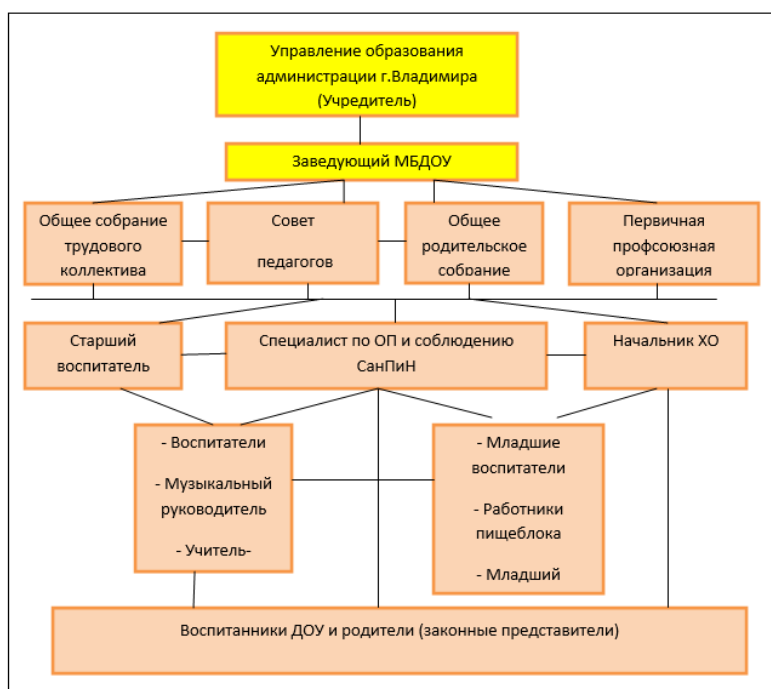 Управление образования
администрации г.Владимира
(Учредитель)
Заведующий МБДОУ
Общее собрание
трудового
коллектива
Совет
педагогов
Общее
родительское
собрание
Первичная
профсоюзная
организация
Старший
воспитатель
Специалист по ОП и соблюдению
СанПиН
Начальник ХО
- Воспитатели
- Музыкальный
руководитель
- Учитель-
- Младшие
воспитатели
- Работники
пищеблока
- Младший
Воспитанники ДОУ и родители (законные представители)